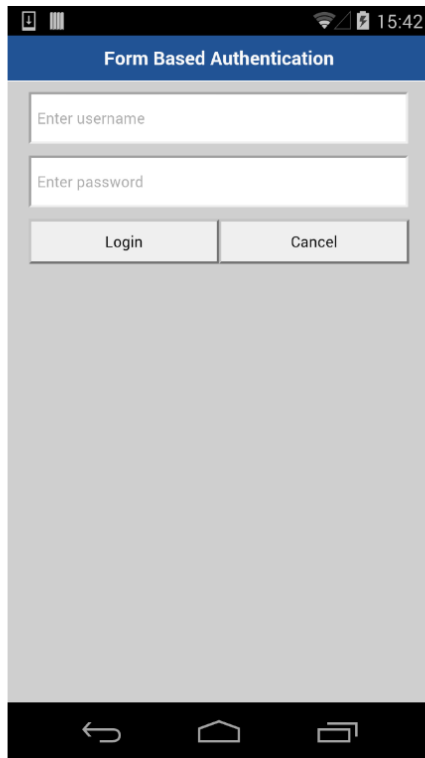 15:42
Form Based Authentication
Enter username
Enter password
Login Cancel